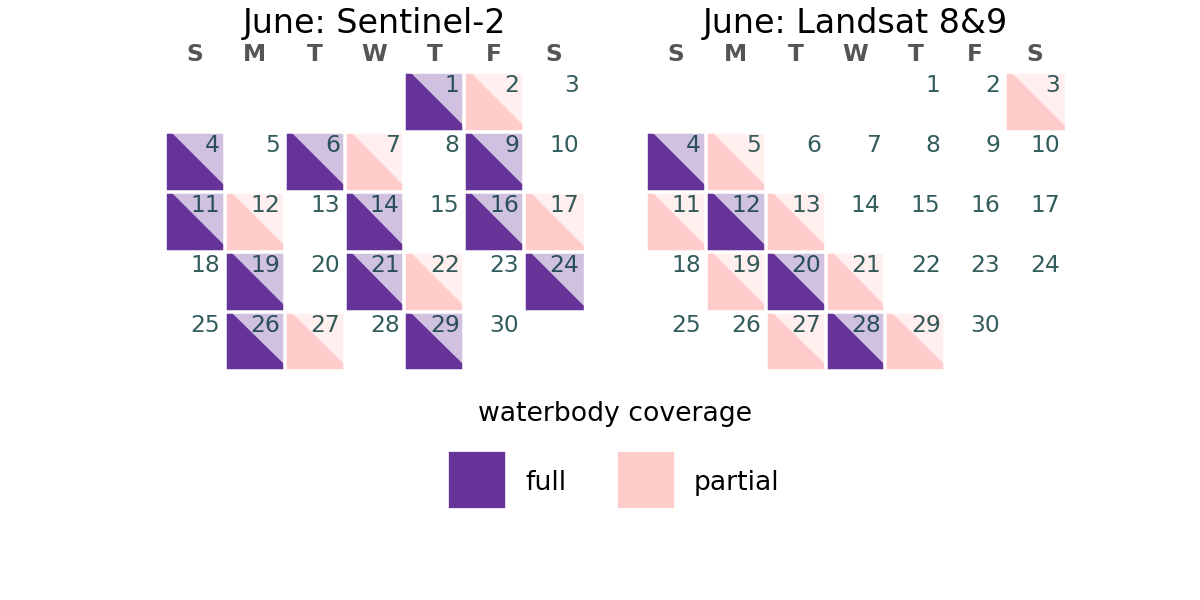 June: Sentinel-2
S M T W T F S
1 2 3
4 5 6 7 8 9 10
11 12 13 14 15 16 17
18 19 20 21 22 23 24
25 26 27 28 29 30
June: Landsat 8&9
S M T W T F S
1 2 3
4 5 6 7 8 9 10
11 12 13 14 15 16 17
18 19 20 21 22 23 24
25 26 27 28 29 30
waterbody coverage
full partial